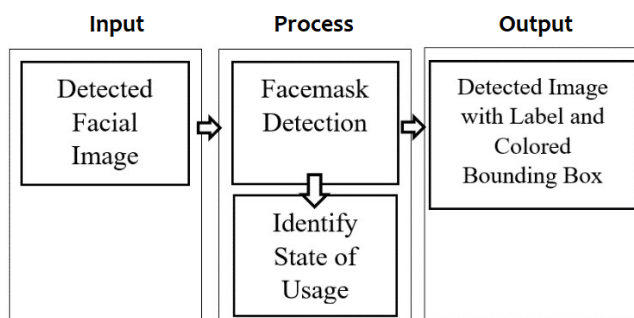 Input
Process
Output
Detected
Facial
Image
Facemask
Detection
Identify
State of
Usage
Detected Image
with Label and
Colored
Bounding Box